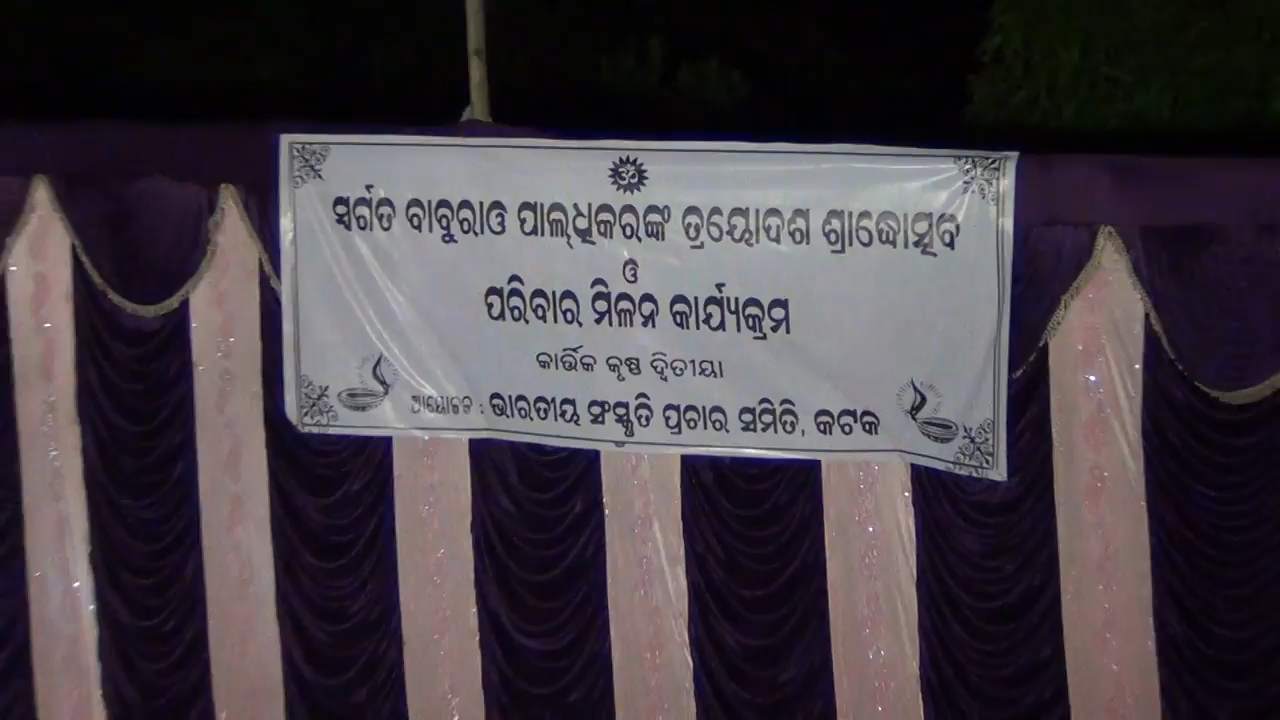 ଓଁ
ସ୍ୱର୍ଗତ ବାବୁରାଓ ପାଲ୍‌ଧିକରଙ୍କ ତ୍ରୟୋଦଶ ଶ୍ରାଦ୍ଧୋତ୍ସବ
ଓ
ପରିବାର ମିଳନ କାର୍ଯ୍ୟକ୍ରମ
କାର୍ତ୍ତିକ କୃଷ୍ଣ ଦ୍ୱିତୀୟା
ଆୟୋଜକ : ଭାରତୀୟ ସଂସ୍କୃତି ପ୍ରଚାର ସମିତି, କଟକ